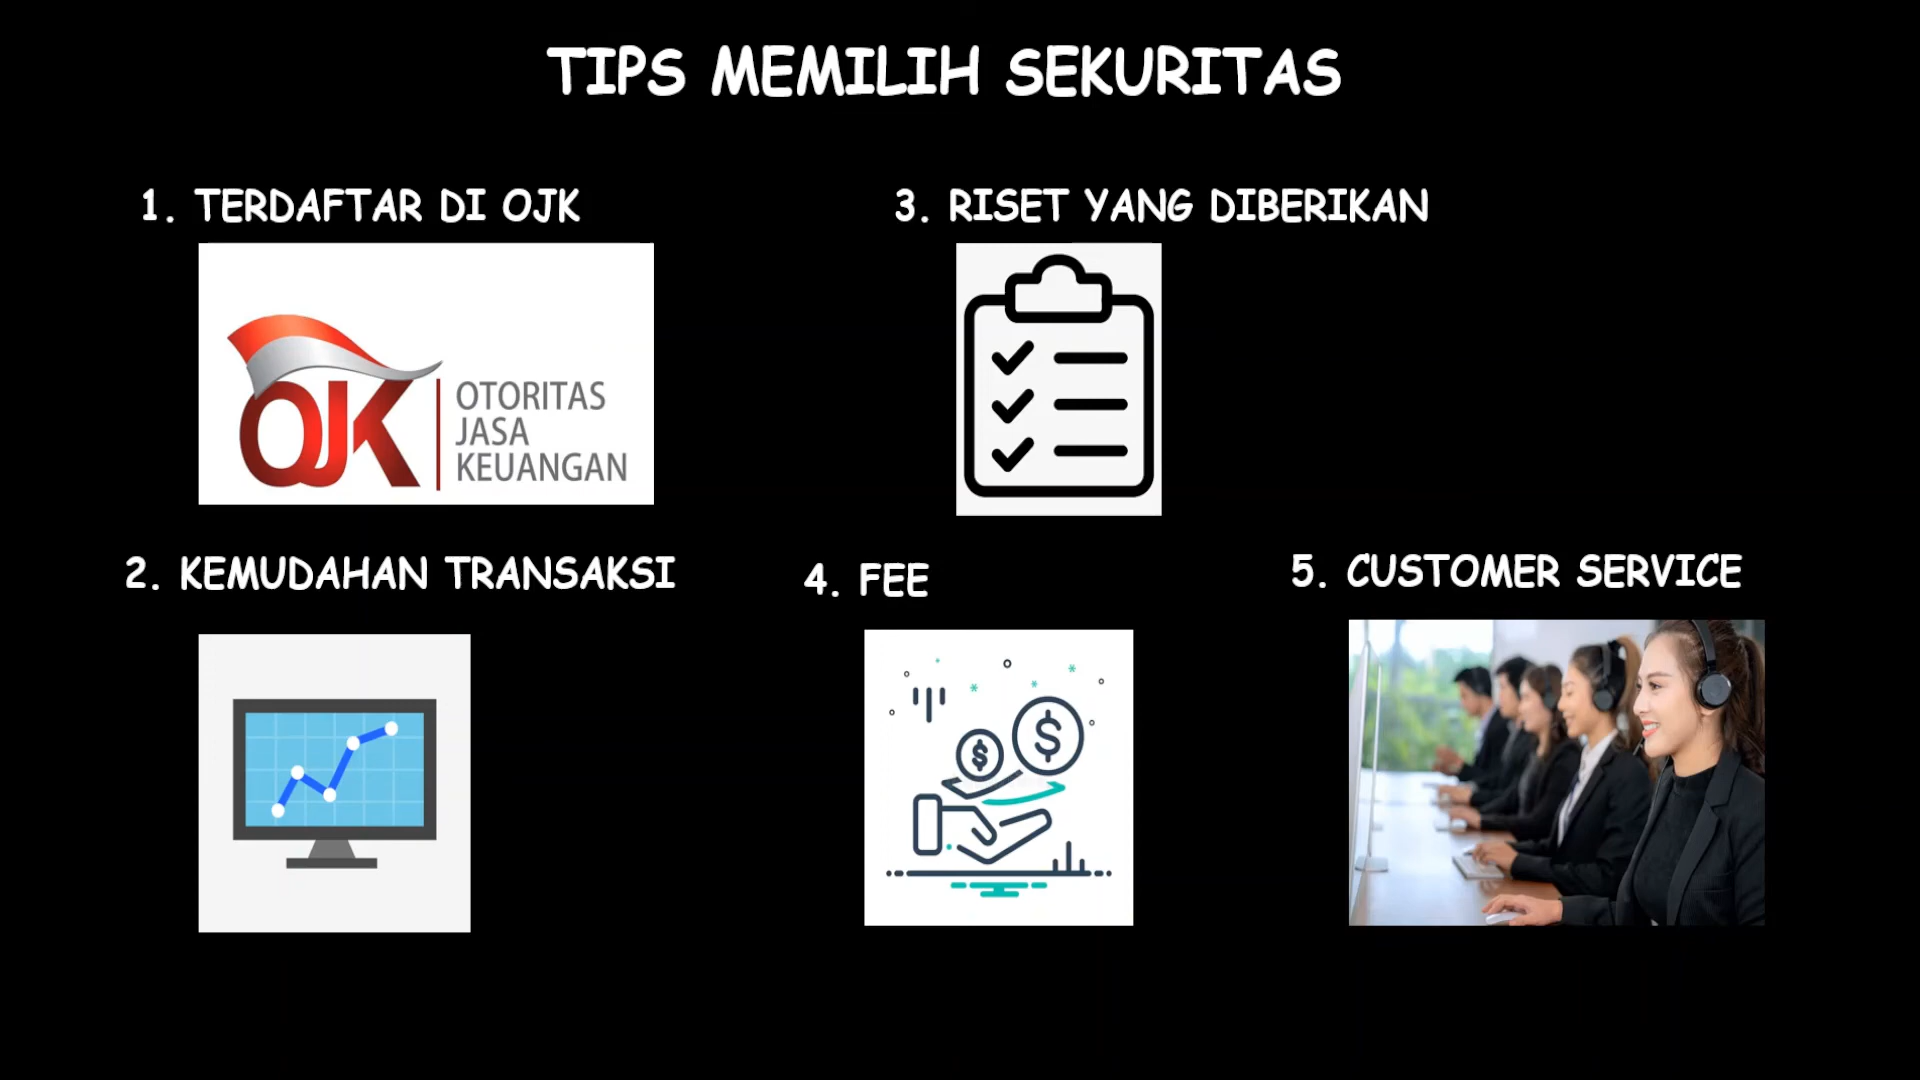 TIPS MEMILIH SEKURITAS
1. TERDAFTAR DI OJK
OJK
OTORITAS
JASA
KEUANGAN
2. KEMUDAHAN TRANSAKSI
3. RISET YANG DIBERIKAN
4. FEE
$ $
5. CUSTOMER SERVICE